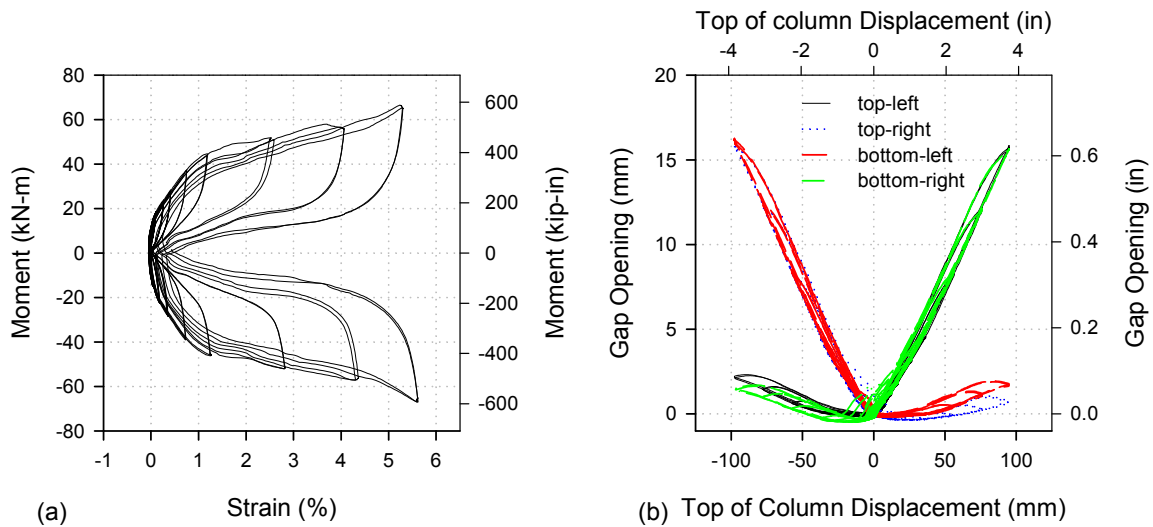 Top of column Displacement (in)
-4 -2 0 2 4
80
60
40
20
0
-20
-40
-60
-80
Moment (kN-m)
600
400
200
0
-200
-400
-600
Moment (kip-in)
-1 0 1 2 3 4 5 6
(a) Strain (%)
20
15
10
5
0
Gap Opening (mm)
top-left
top-right
bottom-left
bottom-right
0.6
0.4
0.2
0.0
Gap Opening (in)
-100 -50 0 50 100
(b) Top of Column Displacement (mm)